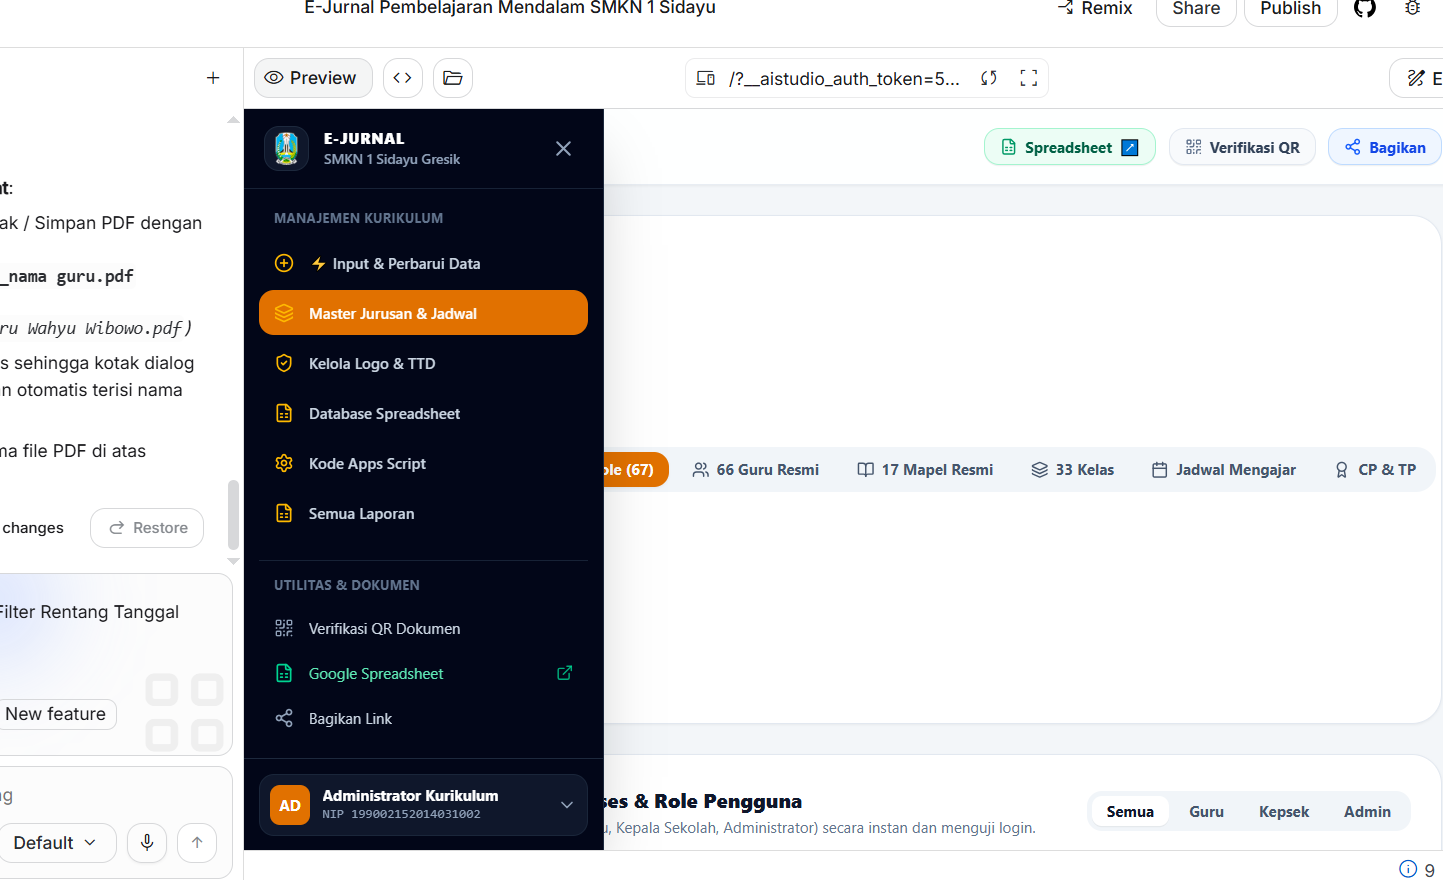 E-Jurnal Pembelajaran Mendalam SMKN 1 Sidayu
Remix
Share
Publish
Preview
/?__aistudio_auth_token=5...
E
t:
ak / Simpan PDF dengan
_nama guru.pdf
ru Wahyu Wibowo.pdf)
s sehingga kotak dialog
n otomatis terisi nama
na file PDF di atas
changes
Restore
Filter Rentang Tanggal
New feature
g
Default
E-JURNAL
SMKN 1 Sidayu Gresik
MANAJEMEN KURIKULUM
Input & Perbarui Data
Master Jurusan & Jadwal
Kelola Logo & TTD
Database Spreadsheet
Kode Apps Script
Semua Laporan
UTILITAS & DOKUMEN
Verifikasi QR Dokumen
Google Spreadsheet
Bagikan Link
AD
Administrator Kurikulum
NIP 199002152014031002
Spreadsheet
Verifikasi QR
Bagikan
ole (67)
66 Guru Resmi
17 Mapel Resmi
33 Kelas
Jadwal Mengajar
CP & TP
ses & Role Pengguna
u, Kepala Sekolah, Administrator) secara instan dan menguji login.
Semua
Guru
Kepsek
Admin
9